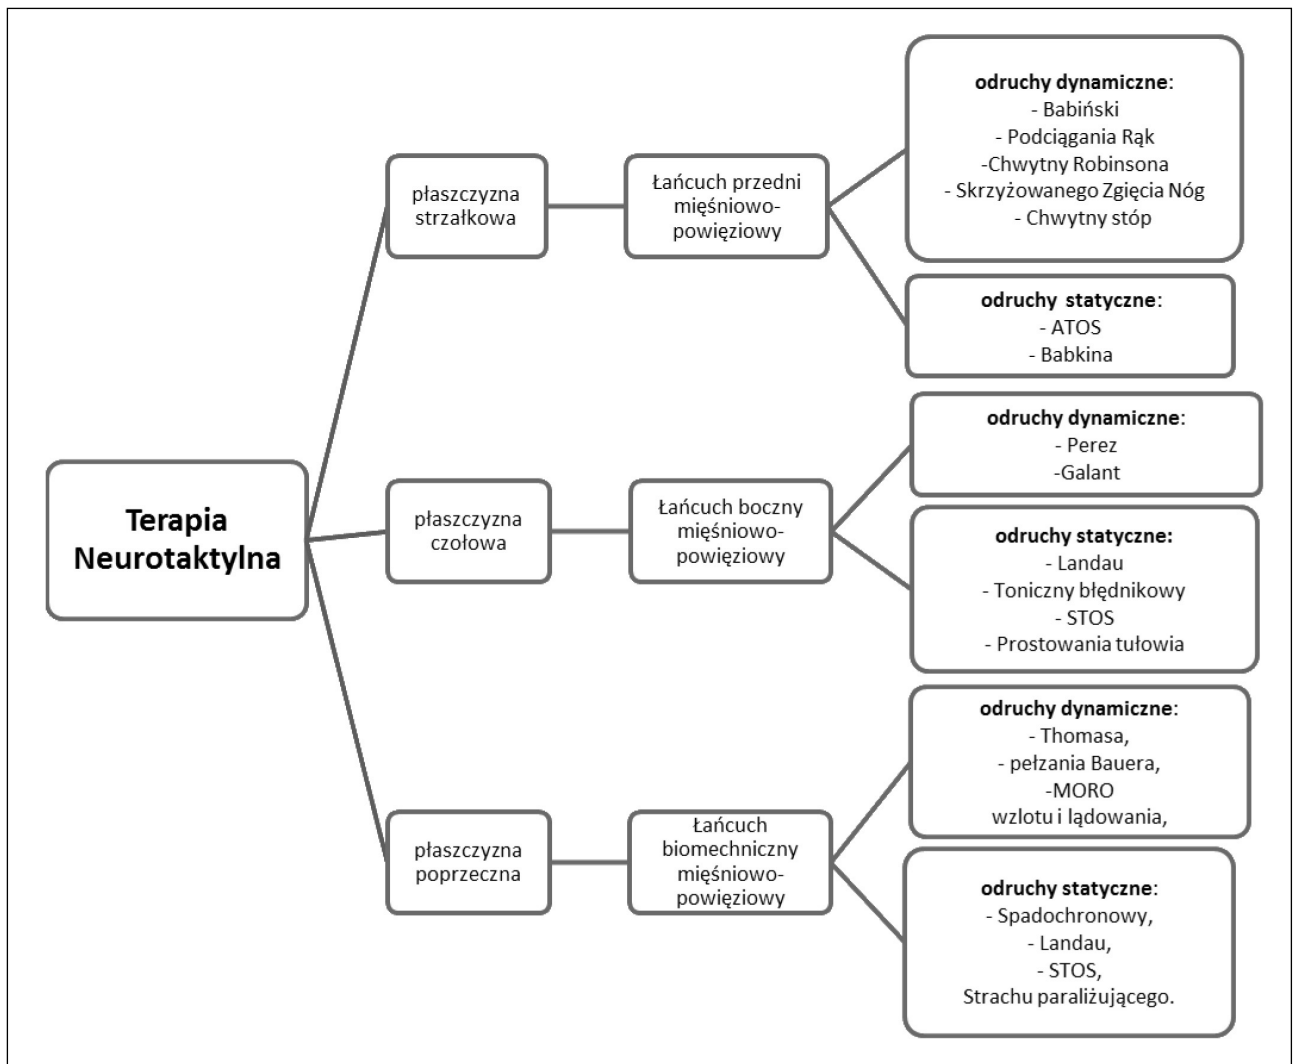 Terapia
Neurotaktylna
płaszczyzna
strzałkowa
Łańcuch przedni
mięśniowo-
powięziowy
odruchy dynamiczne:
- Babiński
- Podciągania Rąk
-Chwytny Robinsona
- Skrzyżowanego Zgięcia Nóg
- Chwytny stóp
odruchy statyczne:
- ATOS
- Babkina
płaszczyzna
czołowa
Łańcuch boczny
mięśniowo-
powięziowy
odruchy dynamiczne:
- Perez
-Galant
odruchy statyczne:
- Landau
- Toniczny błędnikowy
- STOS
- Prostowania tułowia
płaszczyzna
poprzeczna
Łańcuch
biomechniczny
mięśniowo-
powięziowy
odruchy dynamiczne:
- Thomasa,
- pełzania Bauera,
-MORO
wzlotu i lądowania,
odruchy statyczne:
- Spadochronowy,
- Landau,
- STOS,
Strachu paraliżującego.